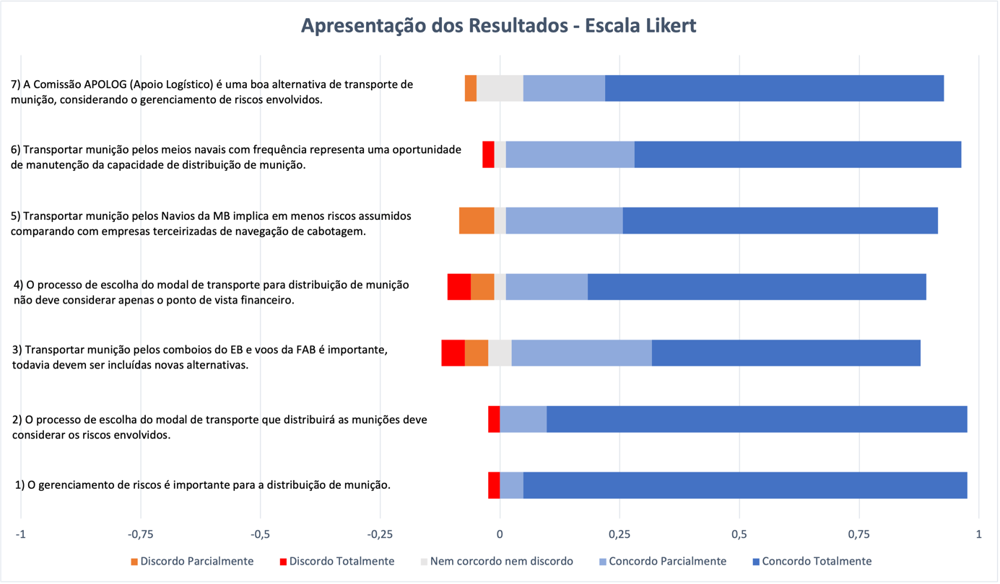 Apresentação dos Resultados - Escala Likert
7) A Comissão APOLOG (Apoio Logístico) é uma boa alternativa de transporte de
munição, considerando o gerenciamento de riscos envolvidos.
6) Transportar munição pelos meios navais com frequência representa uma oportunidade
de manutenção da capacidade de distribuição de munição.
5) Transportar munição pelos Navios da MB implica em menos riscos assumidos
comparando com empresas terceirizadas de navegação de cabotagem.
4) O processo de escolha do modal de transporte para distribuição de munição
não deve considerar apenas o ponto de vista financeiro.
3) Transportar munição pelos comboios do EB e voos da FAB é importante,
todavia devem ser incluídas novas alternativas.
2) O processo de escolha do modal de transporte que distribuirá as munições deve
considerar os riscos envolvidos.
1) O gerenciamento de riscos é importante para a distribuição de munição.
-1 -0,75 -0,5 -0,25 0 0,25 0,5 0,75 1
Discordo Parcialmente Discordo Totalmente Nem corcordo nem discordo Concordo Parcialmente Concordo Totalmente